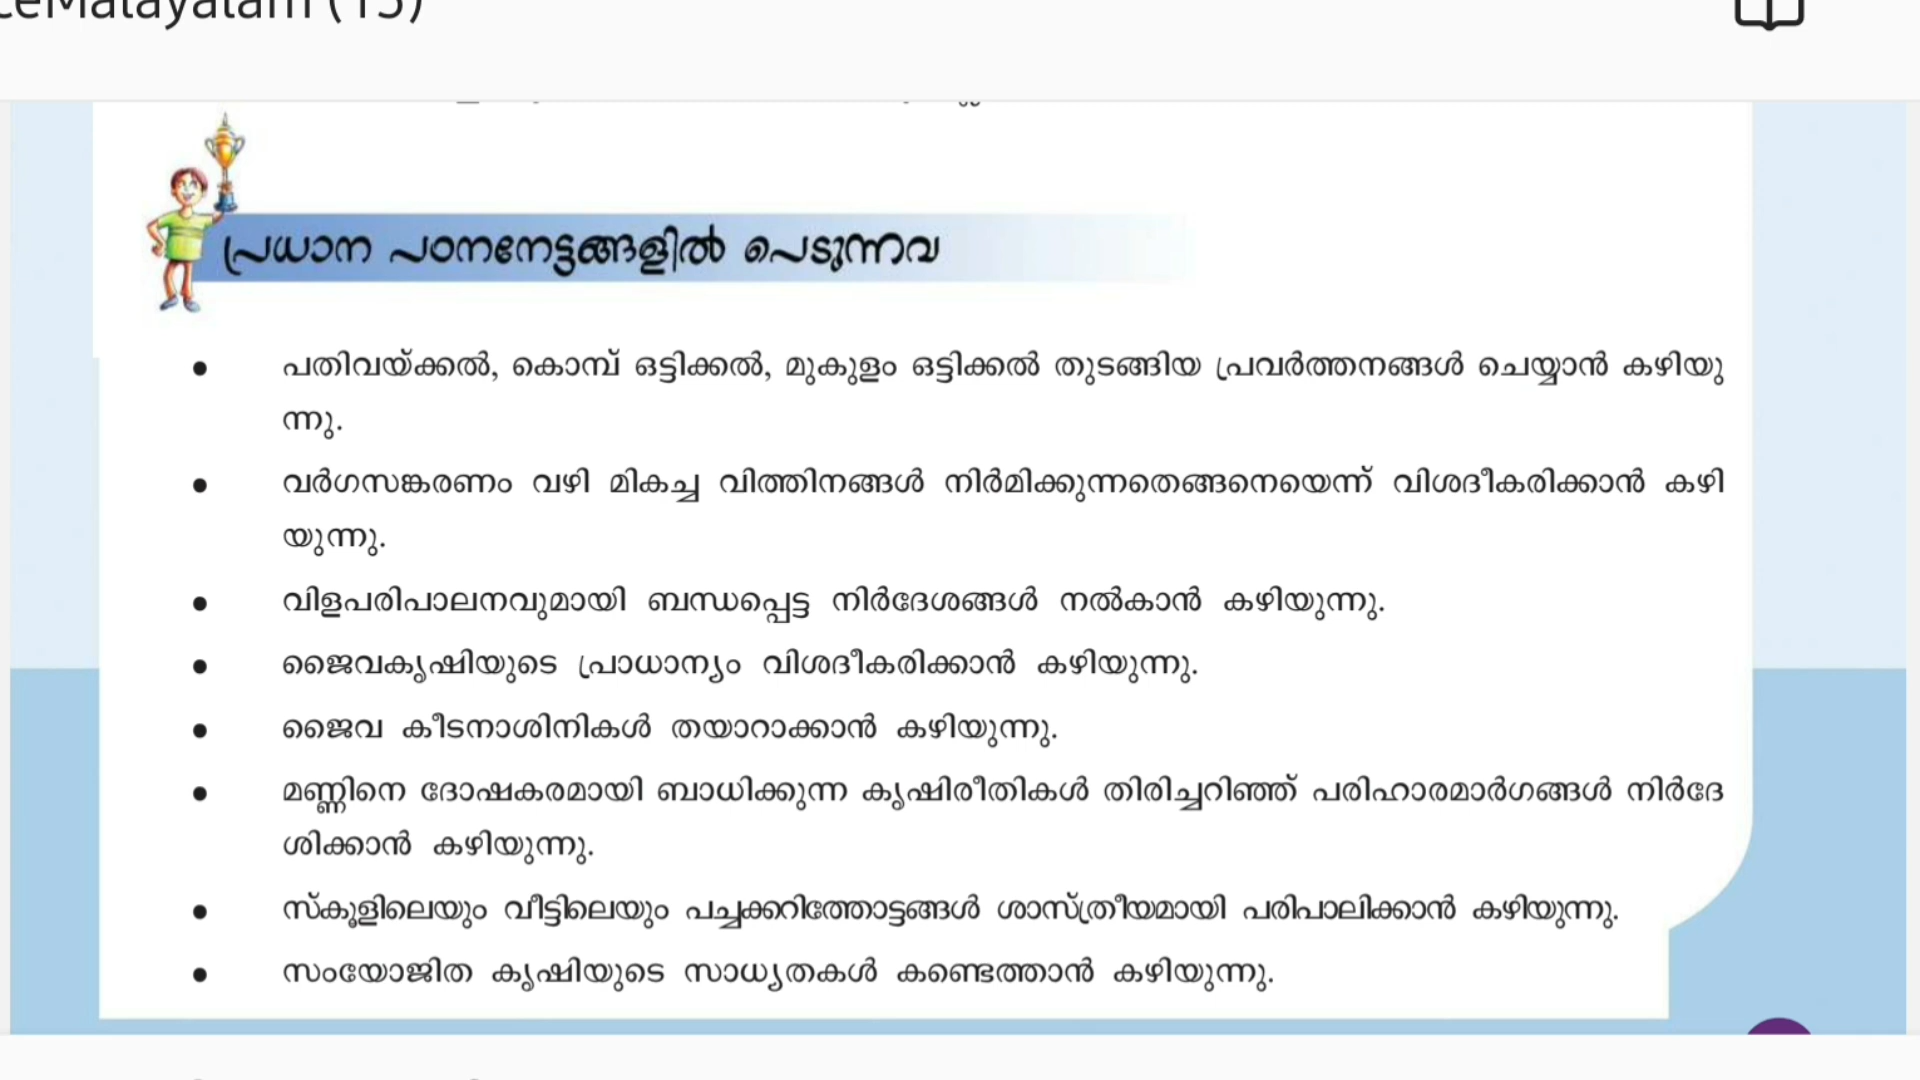 ceMalayalam (15)
പ്രധാന പഠനനേട്ടങ്ങളിൽ പെടുന്നവ
• പതിവയ്ക്കൽ, കൊമ്പ് ഒട്ടിക്കൽ, മുകുളം ഒട്ടിക്കൽ തുടങ്ങിയ പ്രവർത്തനങ്ങൾ ചെയ്യാൻ കഴിയു
ന്നു.
• വർഗസങ്കരണം വഴി മികച്ച വിത്തിനങ്ങൾ നിർമിക്കുന്നതെങ്ങനെയെന്ന് വിശദീകരിക്കാൻ കഴി
യുന്നു.
• വിളപരിപാലനവുമായി ബന്ധപ്പെട്ട നിർദേശങ്ങൾ നൽകാൻ കഴിയുന്നു.
• ജൈവകൃഷിയുടെ പ്രാധാന്യം വിശദീകരിക്കാൻ കഴിയുന്നു.
• ജൈവ കീടനാശിനികൾ തയാറാക്കാൻ കഴിയുന്നു.
• മണ്ണിനെ ദോഷകരമായി ബാധിക്കുന്ന കൃഷിരീതികൾ തിരിച്ചറിഞ്ഞ് പരിഹാരമാർഗങ്ങൾ നിർദേ
ശിക്കാൻ കഴിയുന്നു.
• സ്കൂളിലെയും വീട്ടിലെയും പച്ചക്കറിത്തോട്ടങ്ങൾ ശാസ്ത്രീയമായി പരിപാലിക്കാൻ കഴിയുന്നു.
• സംയോജിത കൃഷിയുടെ സാധ്യതകൾ കണ്ടെത്താൻ കഴിയുന്നു.